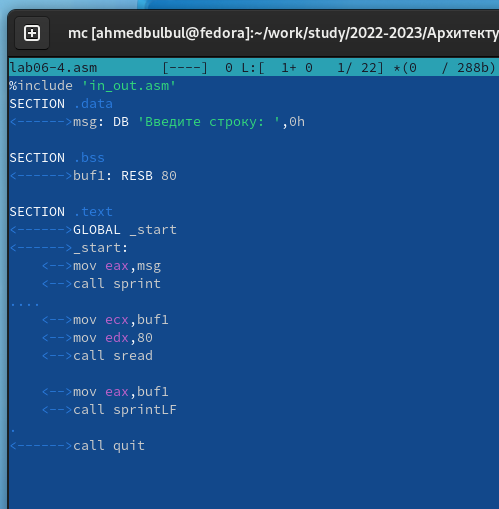 mc [ahmedbulbul@fedora]:~/work/study/2022-2023/Архитекту
lab06-4.asm [----] 0 L:[ 1+ 0 1/ 22] *(0 / 288b)
%include 'in_out.asm'
SECTION .data
<------>msg: DB 'Введите строку: ',0h
SECTION .bss
<------>buf1: RESB 80
SECTION .text
<------>GLOBAL _start
<------>_start:
<-->mov eax,msg
<-->call sprint
....
<-->mov ecx,buf1
<-->mov edx,80
<-->call sread
<-->mov eax,buf1
<-->call sprintLF
.
<------>call quit